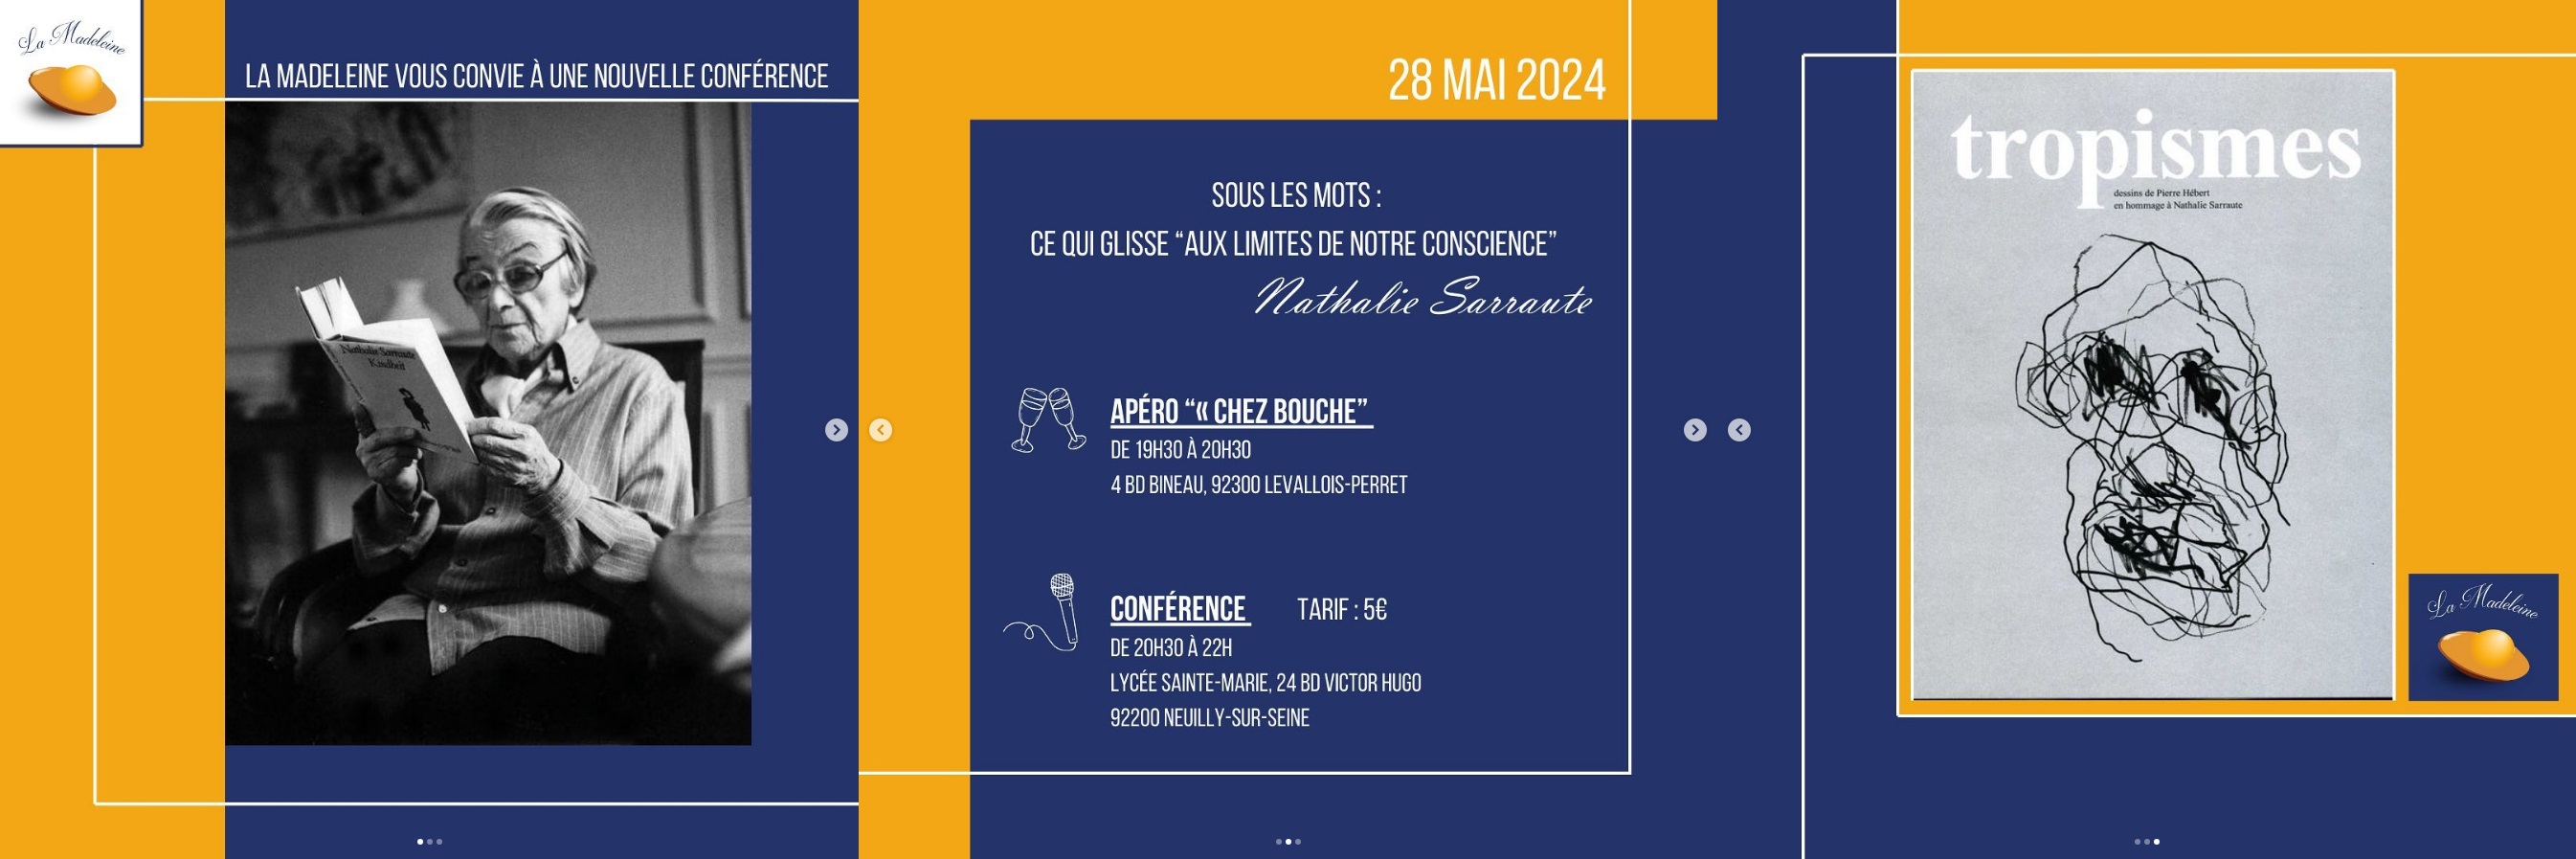 La Madeleine
LA MADELEINE VOUS CONVIE À UNE NOUVELLE CONFÉRENCE
Nathalie Sarraute
Kindheit
28 MAI 2024
SOUS LES MOTS :
CE QUI GLISSE “AUX LIMITES DE NOTRE CONSCIENCE”
Nathalie Sarraute
APÉRO “« CHEZ BOUCHE”
DE 19H30 À 20H30
4 BD BINEAU, 92300 LEVALLOIS-PERRET
CONFÉRENCE TARIF : 5€
DE 20H30 À 22H
LYCÉE SAINTE-MARIE, 24 BD VICTOR HUGO
92200 NEUILLY-SUR-SEINE
tropismes
dessins de Pierre Hébert
en hommage à Nathalie Sarraute
La Madeleine